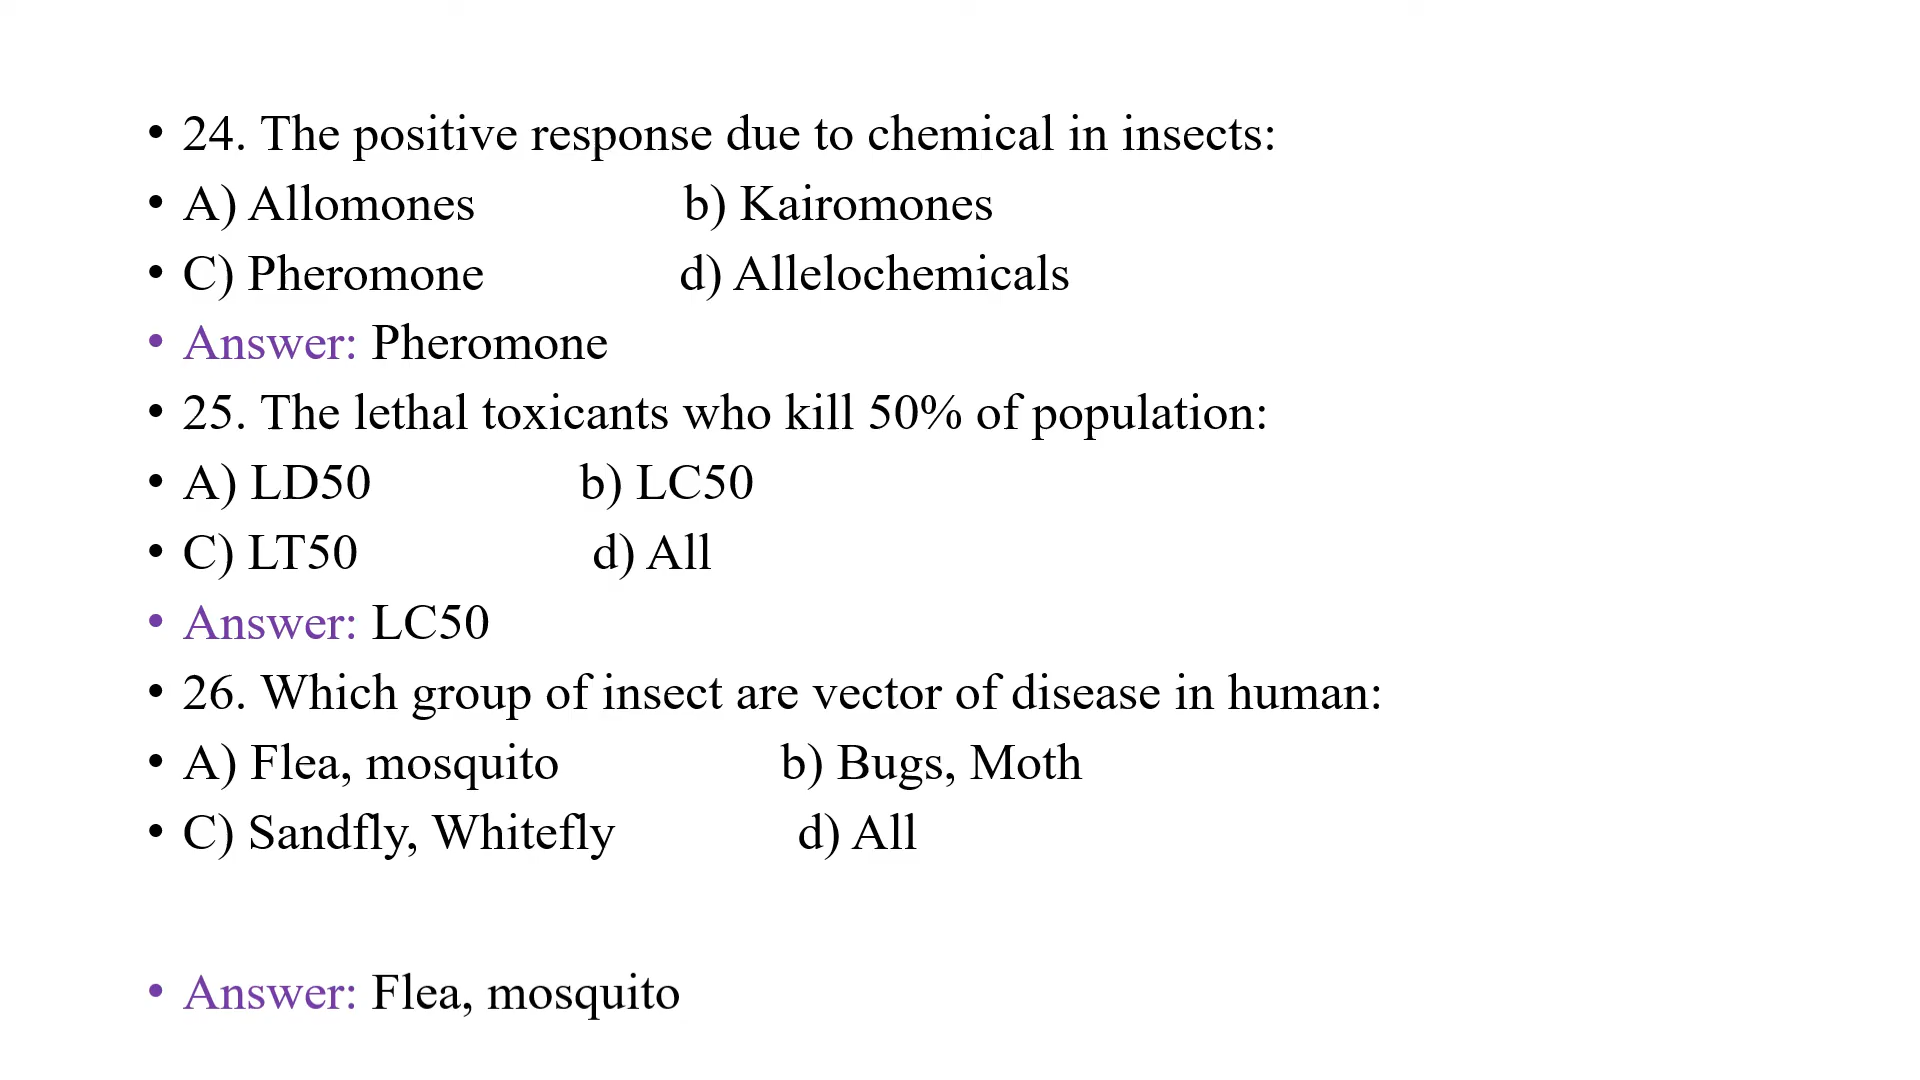 • 24. The positive response due to chemical in insects:
• A) Allomones b) Kairomones
• C) Pheromone d) Allelochemicals
• Answer: Pheromone
• 25. The lethal toxicants who kill 50% of population:
• A) LD50 b) LC50
• C) LT50 d) All
• Answer: LC50
• 26. Which group of insect are vector of disease in human:
• A) Flea, mosquito b) Bugs, Moth
• C) Sandfly, Whitefly d) All
• Answer: Flea, mosquito